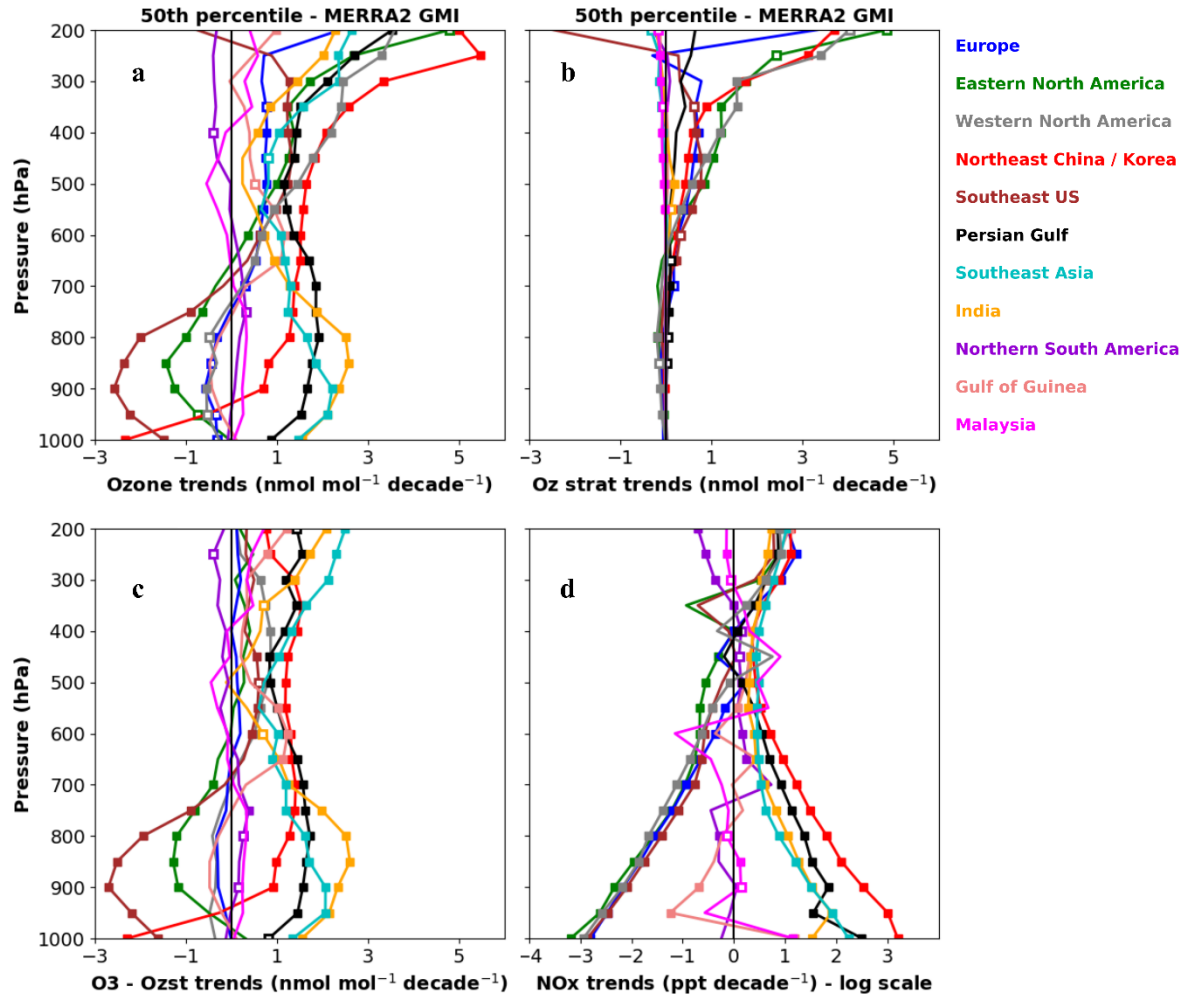 50th percentile - MERRA2 GMI
50th percentile - MERRA2 GMI
a
b
200
300
400
500
600
700
800
900
1000
Pressure (hPa)
−3 −1 1 3 5
−3 −1 1 3 5
Ozone trends (nmol mol⁻¹ decade⁻¹)
Oz strat trends (nmol mol⁻¹ decade⁻¹)
Europe
Eastern North America
Western North America
Northeast China / Korea
Southeast US
Persian Gulf
Southeast Asia
India
Northern South America
Gulf of Guinea
Malaysia
c
d
200
300
400
500
600
700
800
900
1000
Pressure (hPa)
−3 −1 1 3 5
−4 −3 −2 −1 0 1 2 3
O3 - Ozst trends (nmol mol⁻¹ decade⁻¹)
NOx trends (ppt decade⁻¹) - log scale